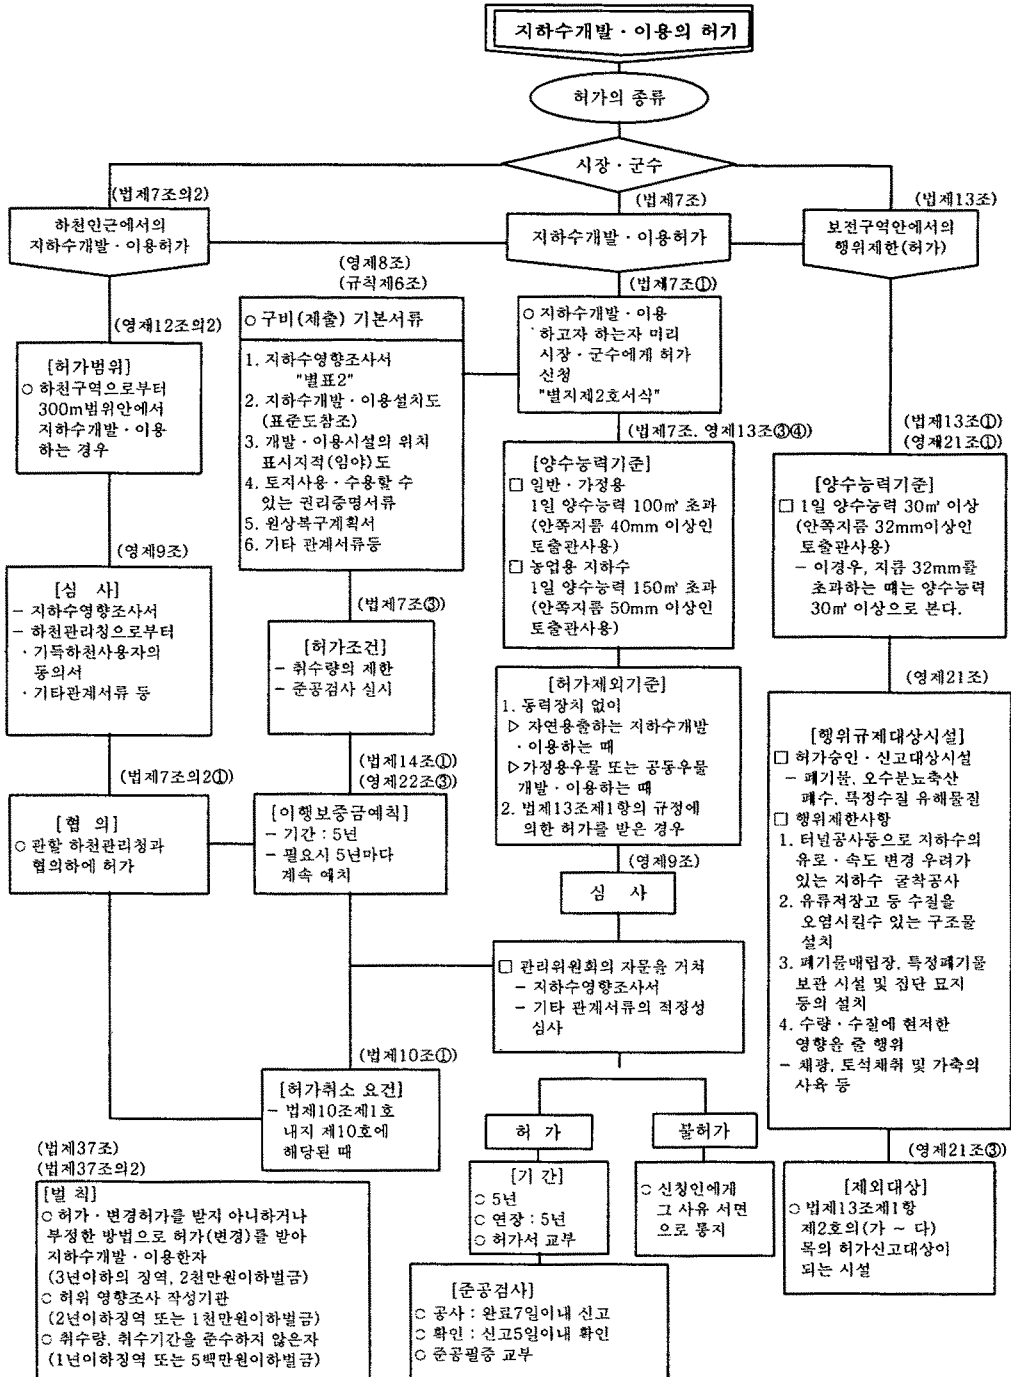 지하수개발 · 이용의 허가
허가의 종류
시장 · 군수
(법제7조의2)
하천인근에서의
지하수개발 · 이용허가
(영제12조의2)
[허가범위]
○ 하천구역으로부터
300m범위안에서
지하수개발 · 이용
하는 경우
(영제9조)
[심 사]
- 지하수영향조사서
- 하천관리청으로부터
· 기득하천사용자의
동의서
· 기타관계서류 등
(법제7조의2①)
[협 의]
○ 관할 하천관리청과
협의하에 허가
(영제8조)
(규칙제6조)
○ 구비(제출) 기본서류
1. 지하수영향조사서
"별표2"
2. 지하수개발 · 이용설치도
(표준도참조)
3. 개발 · 이용시설의 위치
표시지적(임야)도
4. 토지사용 · 수용할 수
있는 권리증명서류
5. 원상복구계획서
6. 기타 관계서류등
(법제7조③)
[허가조건]
- 취수량의 제한
- 준공검사 실시
(법제14조①)
(영제22조③)
[이행보증금예칙]
- 기간 : 5년
- 필요시 5년마다
계속 예치
(법제10조①)
[허가취소 요건]
- 법제10조제1호
내지 제10호에
해당된 때
(법제7조)
지하수개발 · 이용허가
(법제7조①)
○ 지하수개발 · 이용
하고자 하는자 미리
시장 · 군수에게 허가
신청
"별지제2호서식"
(법제7조, 영제13조③④)
[양수능력기준]
□ 일반 · 가정용
1일 양수능력 100㎥ 초과
(안쪽지름 40mm 이상인
토출관사용)
□ 농업용 지하수
1일 양수능력 150㎥ 초과
(안쪽지름 50mm 이상인
토출관사용)
[허가제외기준]
1. 동력장치 없이
▷ 자연용출하는 지하수개발
· 이용하는 때
▷가정용우물 또는 공동우물
개발 · 이용하는 때
2. 법제13조제1항의 규정에
의한 허가를 받은 경우
(영제9조)
심 사
□ 관리위원회의 자문을 거쳐
- 지하수영향조사서
- 기타 관계서류의 적정성
심사
허 가
불허가
[기 간]
○ 5년
○ 연장 : 5년
○ 허가서 교부
○ 신청인에게
그 사유 서면
으로 통지
[준공검사]
○ 공사 : 완료7일이내 신고
○ 확인 : 신고5일이내 확인
○ 준공필증 교부
(법제13조)
보전구역안에서의
행위제한(허가)
(법제13조①)
(영제21조①)
[양수능력기준]
□ 1일 양수능력 30㎥ 이상
(안쪽지름 32mm이상인
토출관사용)
- 이경우, 지름 32mm를
초과하는 때는 양수능력
30㎥ 이상으로 본다.
(영제21조)
[행위규제대상시설]
□ 허가승인 · 신고대상시설
- 폐기물, 오수분뇨축산
폐수, 특정수질 유해물질
□ 행위제한사항
1. 터널공사등으로 지하수의
유로 · 속도 변경 우려가
있는 지하수 굴착공사
2. 유류저장고 등 수질을
오염시킬수 있는 구조물
설치
3. 폐기물매립장, 특정폐기물
보관 시설 및 집단 묘지
등의 설치
4. 수량 · 수질에 현저한
영향을 줄 행위
- 채광, 토석채취 및 가축의
사육 등
(영제21조③)
[제외대상]
○ 법제13조제1항
제2호의(가 ~ 다)
목의 허가신고대상이
되는 시설
(법제37조)
(법제37조의2)
[벌 칙]
○ 허가 · 변경허가를 받지 아니하거나
부정한 방법으로 허가(변경)를 받아
지하수개발 · 이용한자
(3년이하의 징역, 2천만원이하벌금)
○ 허위 영향조사 작성기관
(2년이하징역 또는 1천만원이하벌금)
○ 취수량, 취수기간을 준수하지 않은자
(1년이하징역 또는 5백만원이하벌금)